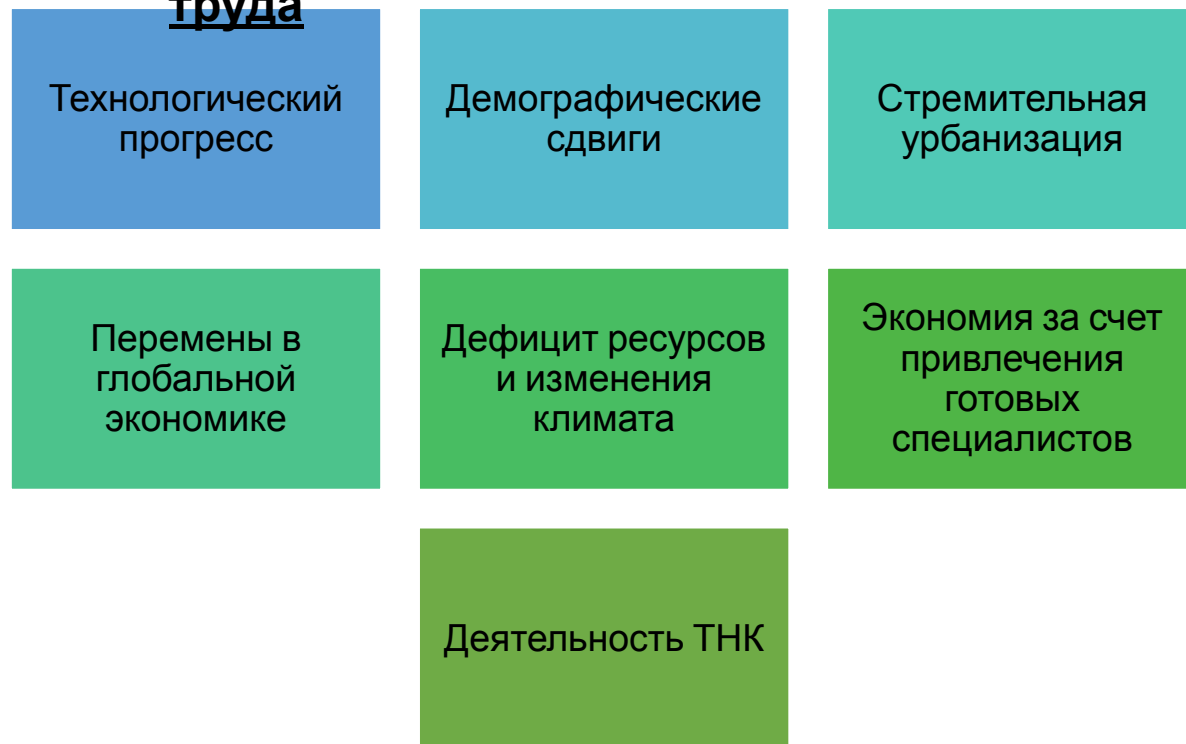 труда
Технологический
прогресс
Демографические
сдвиги
Стремительная
урбанизация
Перемены в
глобальной
экономике
Дефицит ресурсов
и изменения
климата
Экономия за счет
привлечения
готовых
специалистов
Деятельность ТНК